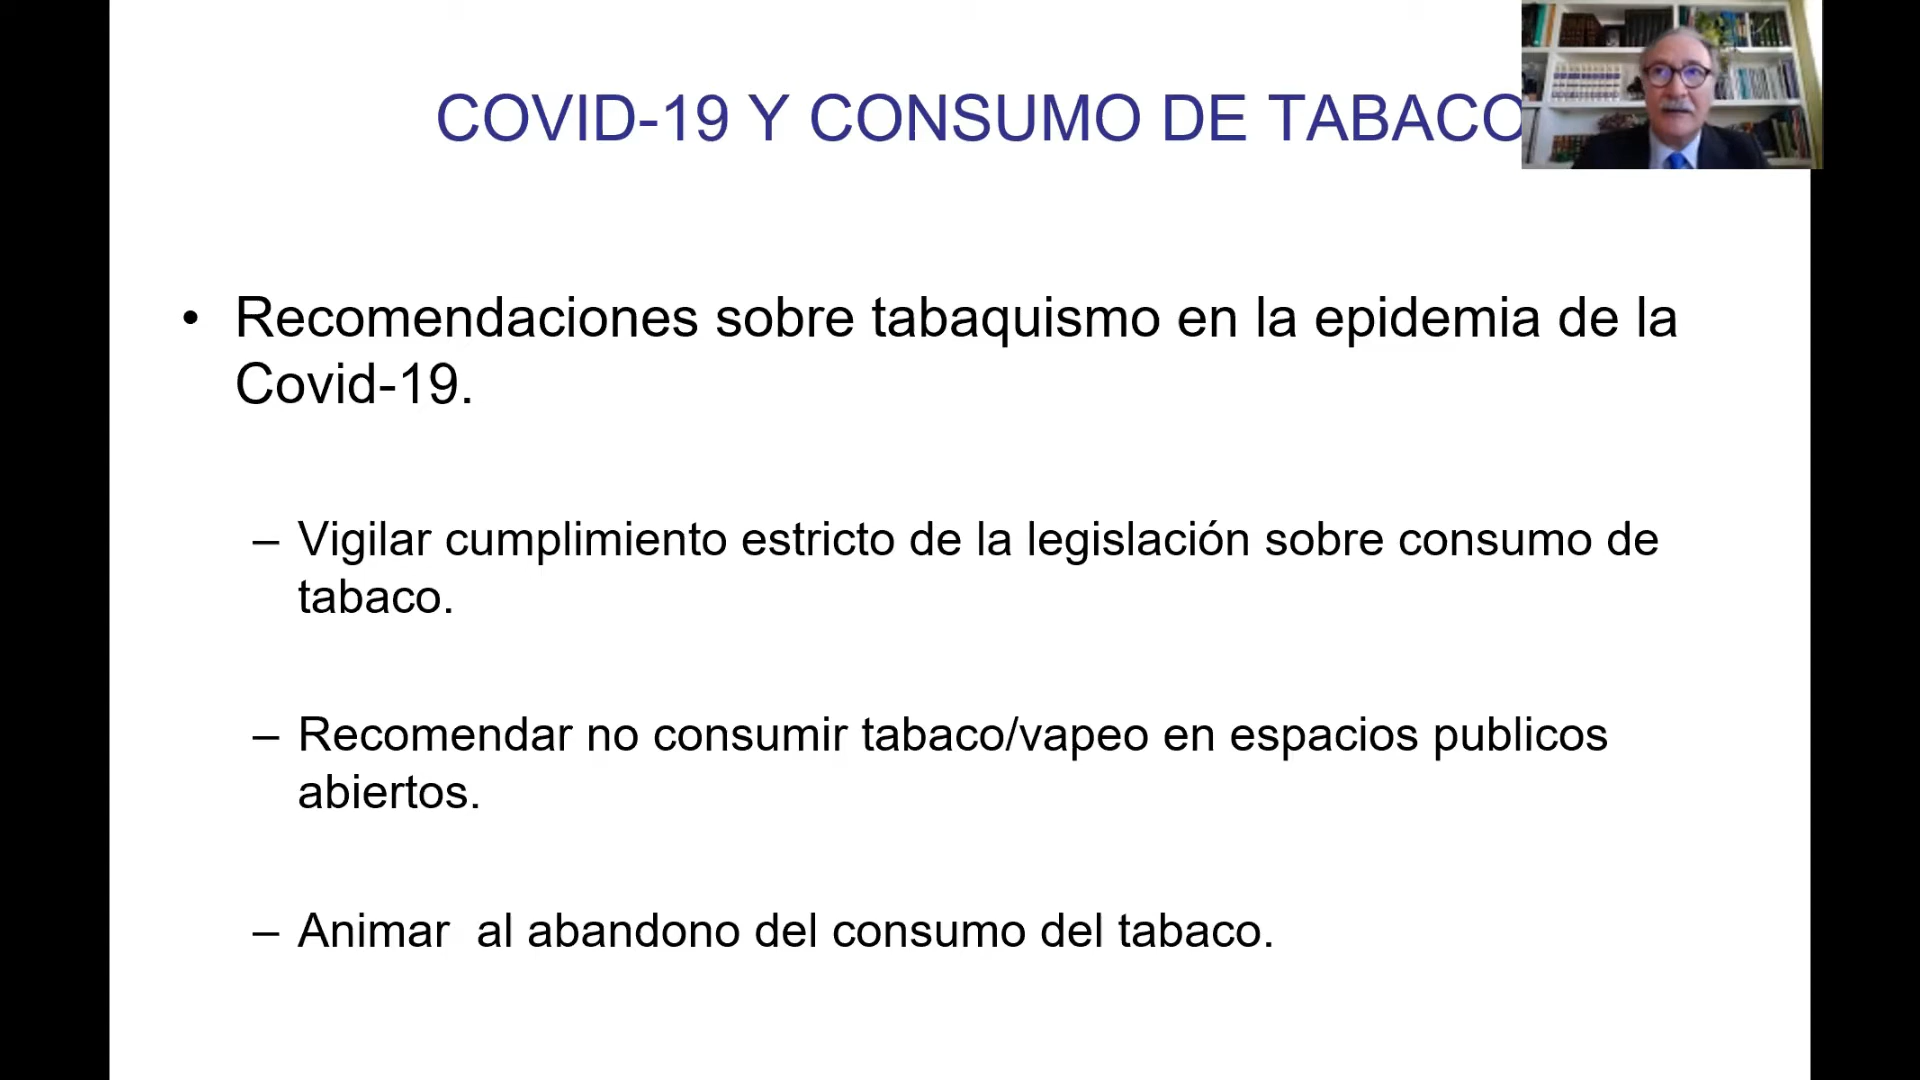 COVID-19 Y CONSUMO DE TABACO
• Recomendaciones sobre tabaquismo en la epidemia de la
Covid-19.
– Vigilar cumplimiento estricto de la legislación sobre consumo de
tabaco.
– Recomendar no consumir tabaco/vapeo en espacios publicos
abiertos.
– Animar  al abandono del consumo del tabaco.